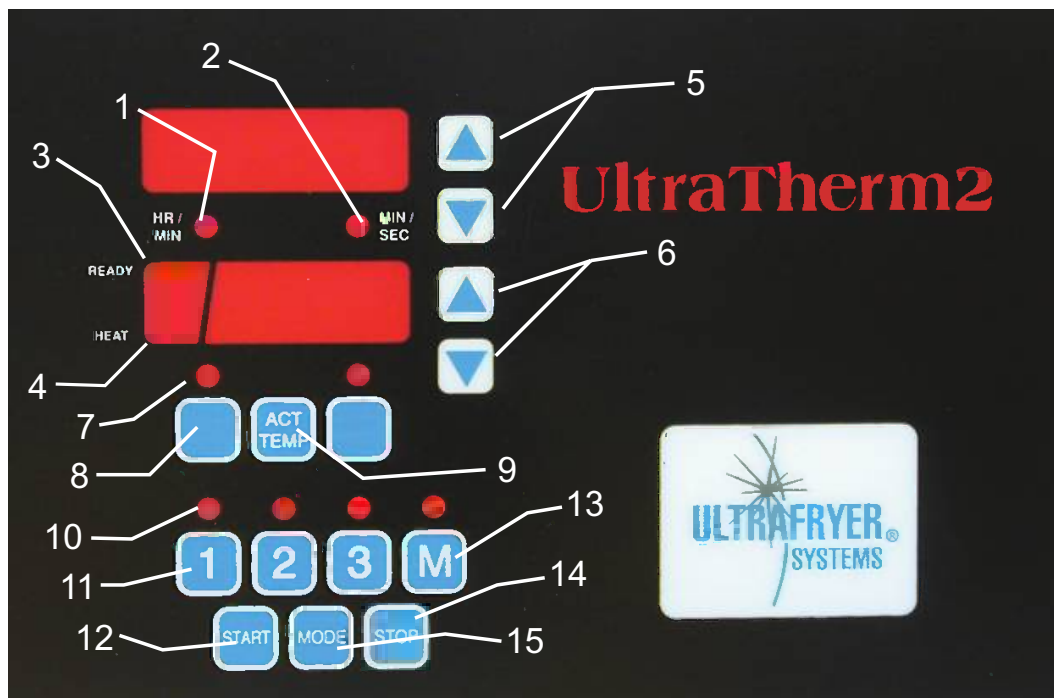 2
1
5
3
UltraTherm2
HR / MIN
MIN / SEC
6
READY
HEAT
4
7
ACT TEMP
8
9
10
13
ULTRAFRYER®
SYSTEMS
11
1 2 3 M
14
12
START MODE STOP
15